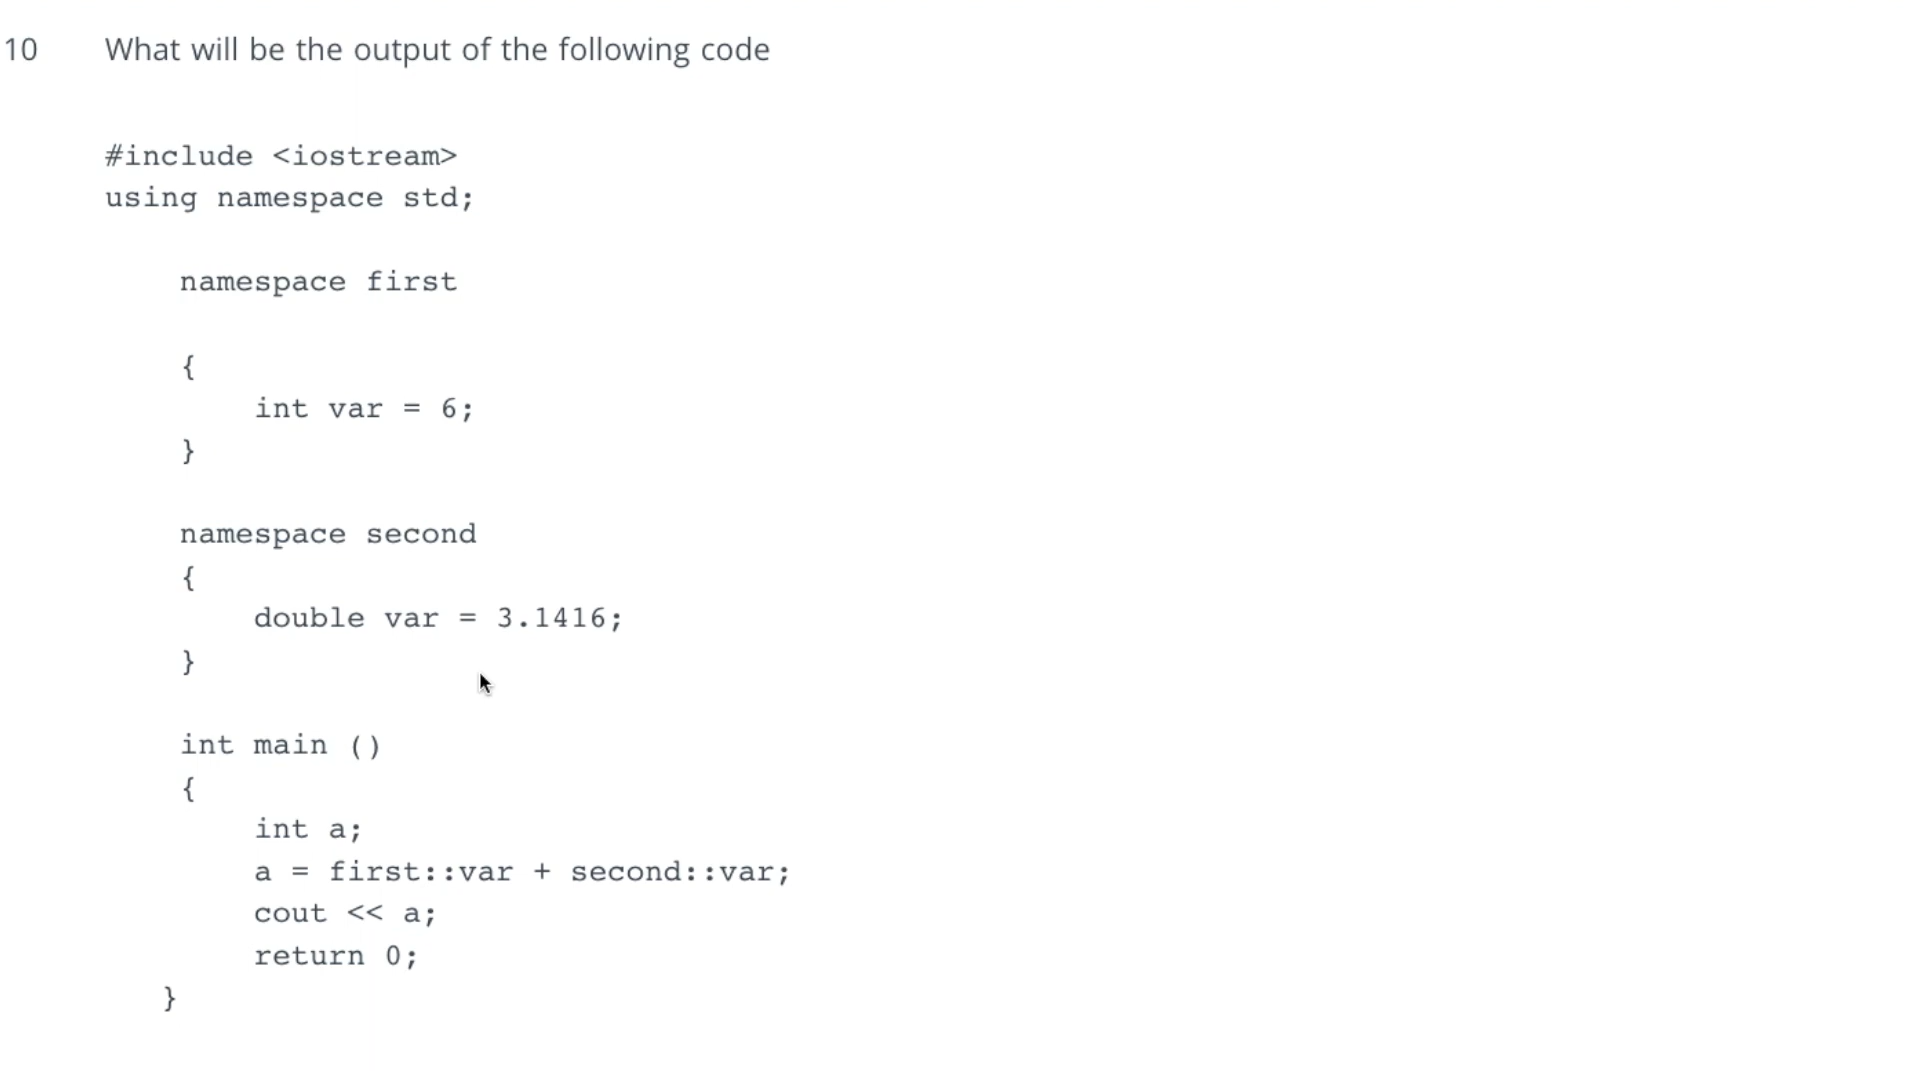 10 What will be the output of the following code
#include <iostream>
using namespace std;
namespace first
{
int var = 6;
}
namespace second
{
double var = 3.1416;
}
int main ()
{
int a;
a = first::var + second::var;
cout << a;
return 0;
}